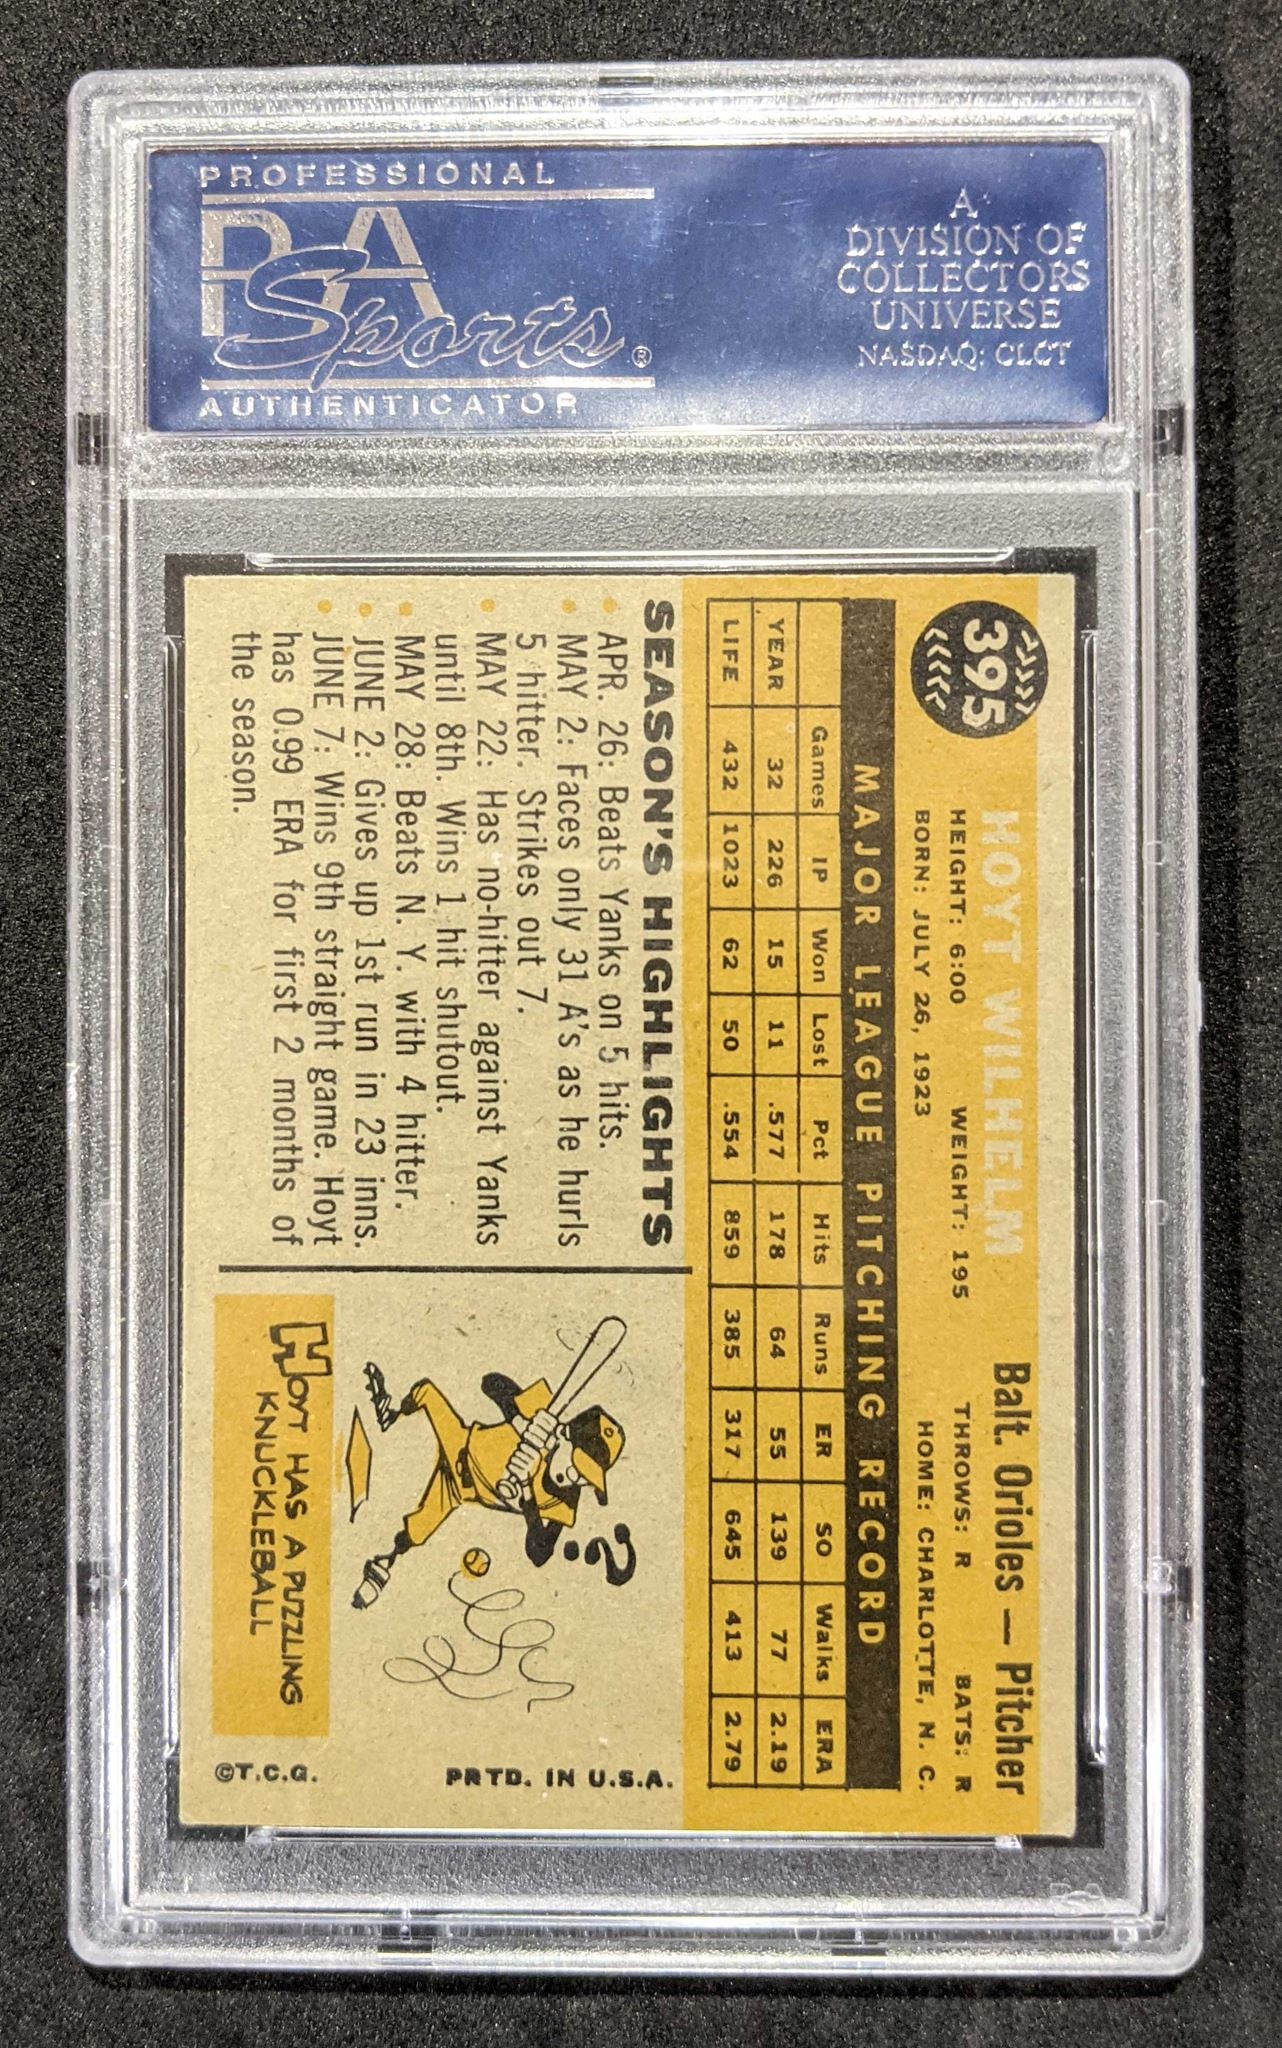 PROFESSIONAL
PSA
Sports®
AUTHENTICATOR
A
DIVISION OF
COLLECTORS
UNIVERSE
NASDAQ: CLCT
395
HOYT WILHELM
Balt. Orioles — Pitcher
HEIGHT: 6:00 WEIGHT: 195 THROWS: R BATS: R
BORN: JULY 26, 1923 HOME: CHARLOTTE, N. C.
MAJOR LEAGUE PITCHING RECORD
Games IP Won Lost Pct Hits Runs ER SO Walks ERA
YEAR 32 226 15 11 .577 178 64 55 139 77 2.19
LIFE 432 1023 62 50 .554 859 385 317 645 413 2.79
SEASON'S HIGHLIGHTS
• APR. 26: Beats Yanks on 5 hits.
• MAY 2: Faces only 31 A's as he hurls
5 hitter. Strikes out 7.
• MAY 22: Has no-hitter against Yanks
until 8th. Wins 1 hit shutout.
• MAY 28: Beats N. Y. with 4 hitter.
• JUNE 2: Gives up 1st run in 23 inns.
• JUNE 7: Wins 9th straight game. Hoyt
has 0.99 ERA for first 2 months of
the season.
?
HOYT HAS A PUZZLING
KNUCKLEBALL
PRTD. IN U.S.A.
©T.C.G.